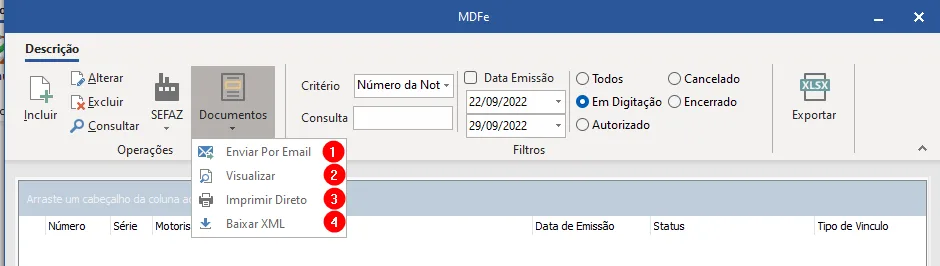 MDFe
Descrição
Incluir
Alterar
Excluir
Consultar
SEFAZ
Documentos
Operações
Critério
Número da Not
Consulta
Data Emissão
22/09/2022
29/09/2022
Todos
Em Digitação
Autorizado
Cancelado
Encerrado
Filtros
XLSX
Exportar
Enviar Por Email 1
Visualizar 2
Imprimir Direto 3
Baixar XML 4
Arraste um cabeçalho da coluna
Número Série Motoris Data de Emissão Status Tipo de Vinculo